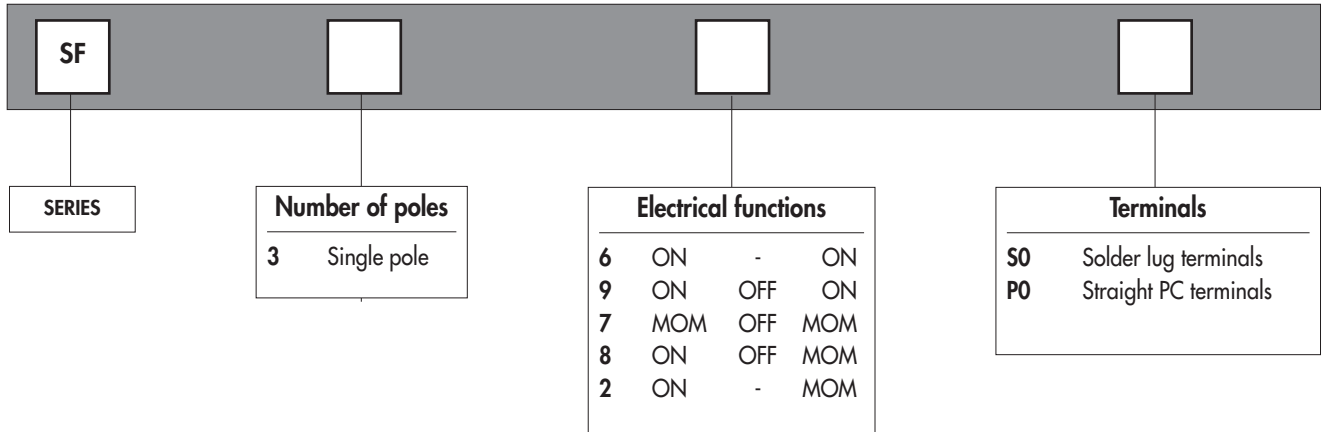 SF
SERIES
Number of poles
3 Single pole
Electrical functions
6 ON - ON
9 ON OFF ON
7 MOM OFF MOM
8 ON OFF MOM
2 ON - MOM
Terminals
S0 Solder lug terminals
P0 Straight PC terminals